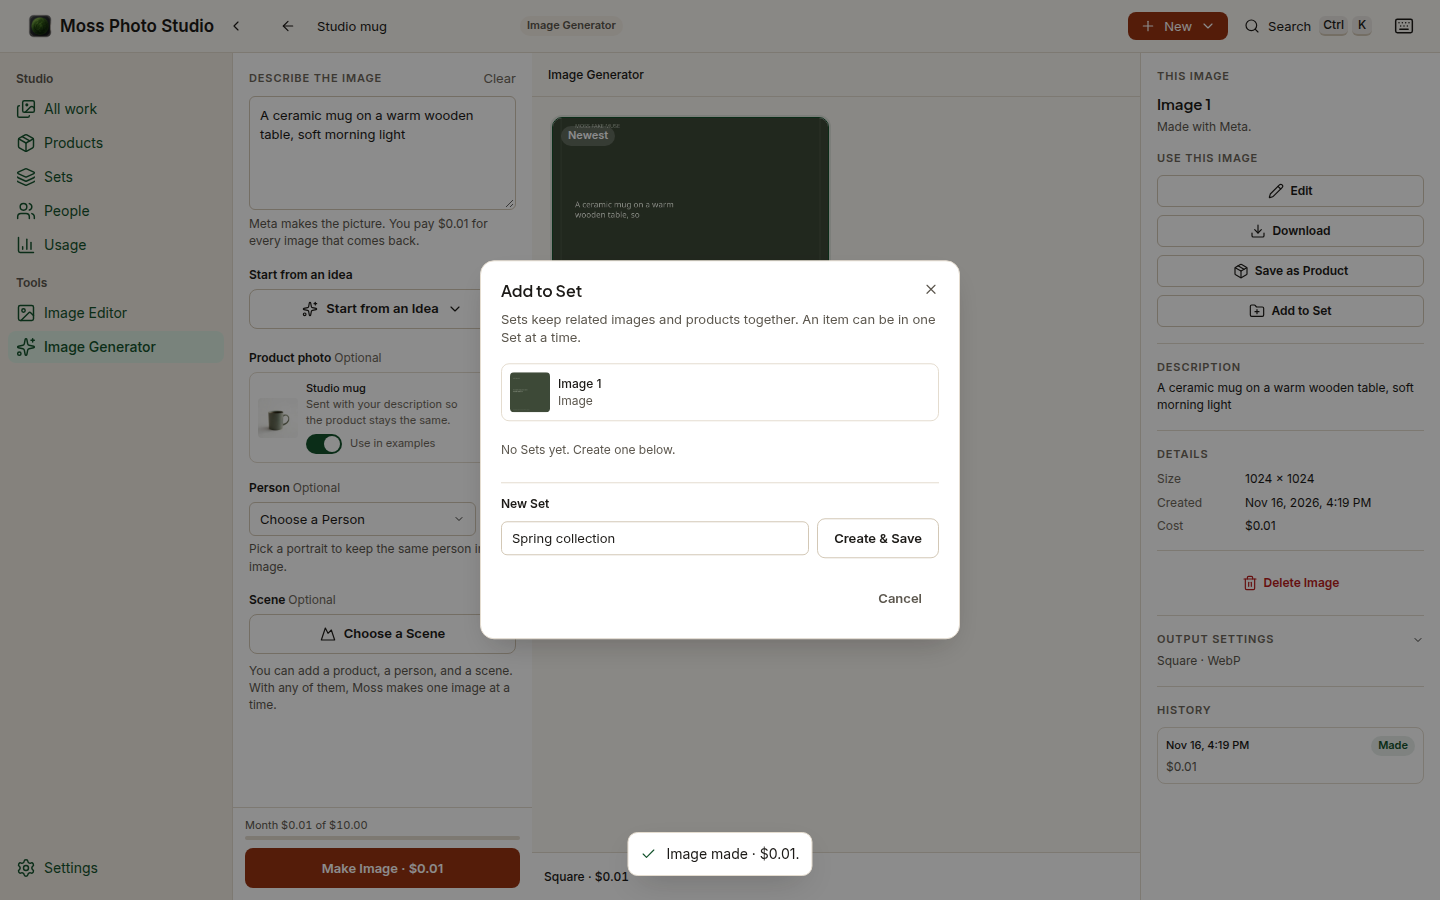 Moss Photo Studio
Studio mug
Image Generator
New
Search
Ctrl
K
Studio
All work
Products
Sets
People
Usage
Tools
Image Editor
Image Generator
Settings
DESCRIBE THE IMAGE
Clear
A ceramic mug on a warm wooden
table, soft morning light
Meta makes the picture. You pay $0.01 for
every image that comes back.
Start from an idea
Start from an Idea
Product photo Optional
Studio mug
Sent with your description so
the product stays the same.
Use in examples
Person Optional
Choose a Person
Pick a portrait to keep the same person
image.
Scene Optional
Choose a Scene
You can add a product, a person, and a scene.
With any of them, Moss makes one image at a
time.
Month $0.01 of $10.00
Make Image · $0.01
Image Generator
Newest
A ceramic mug on a warm
wooden table, so
Add to Set
Sets keep related images and products together. An item can be in one
Set at a time.
Image 1
Image
No Sets yet. Create one below.
New Set
Spring collection
Create & Save
Cancel
Image made · $0.01.
Square · $0.01
THIS IMAGE
Image 1
Made with Meta.
USE THIS IMAGE
Edit
Download
Save as Product
Add to Set
DESCRIPTION
A ceramic mug on a warm wooden table, soft
morning light
DETAILS
Size 1024 × 1024
Created Nov 16, 2026, 4:19 PM
Cost $0.01
Delete Image
OUTPUT SETTINGS
Square · WebP
HISTORY
Nov 16, 4:19 PM
Made
$0.01